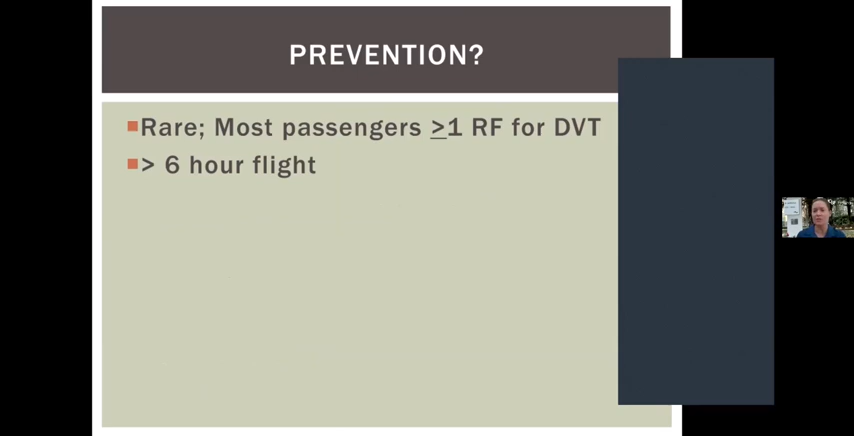 PREVENTION?
Rare; Most passengers >1 RF for DVT
> 6 hour flight